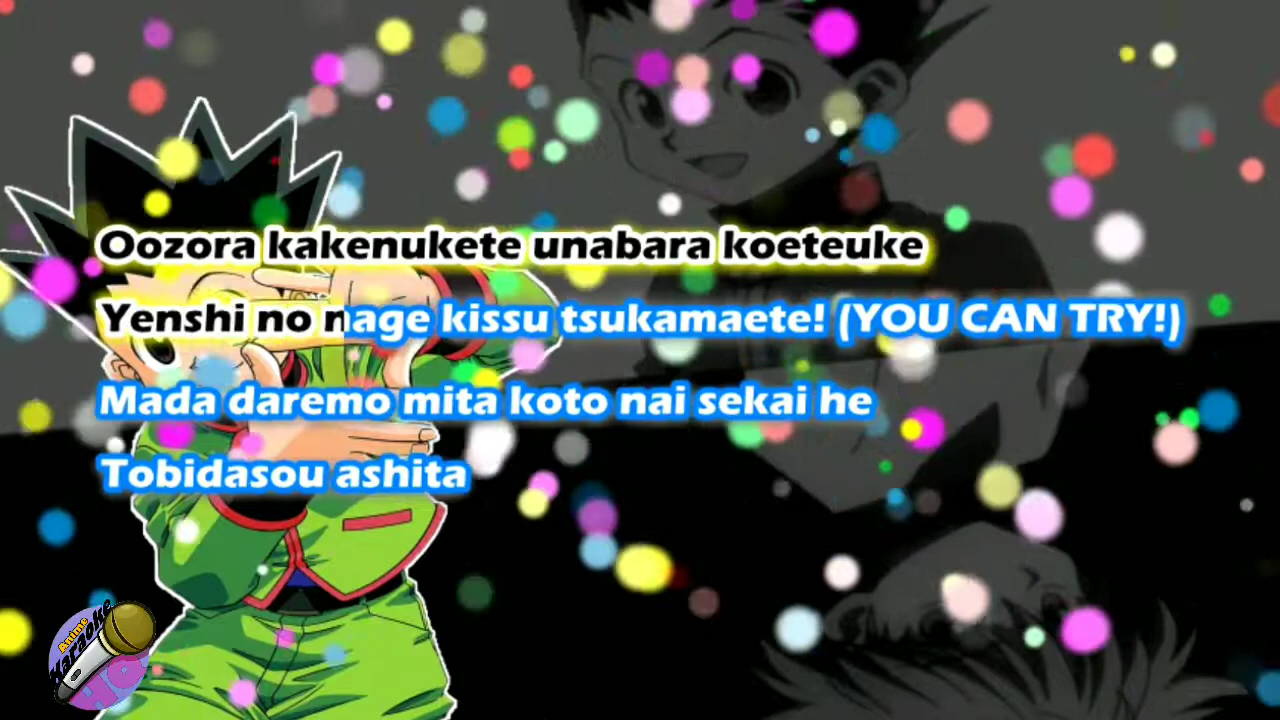 Oozora kakenukete unabara koeteuke
Yenshi no nage kissu tsukamaete! (YOU CAN TRY!)
Mada daremo mita koto nai sekai he
Tobidasou ashita
Anime
Karaoke
HD